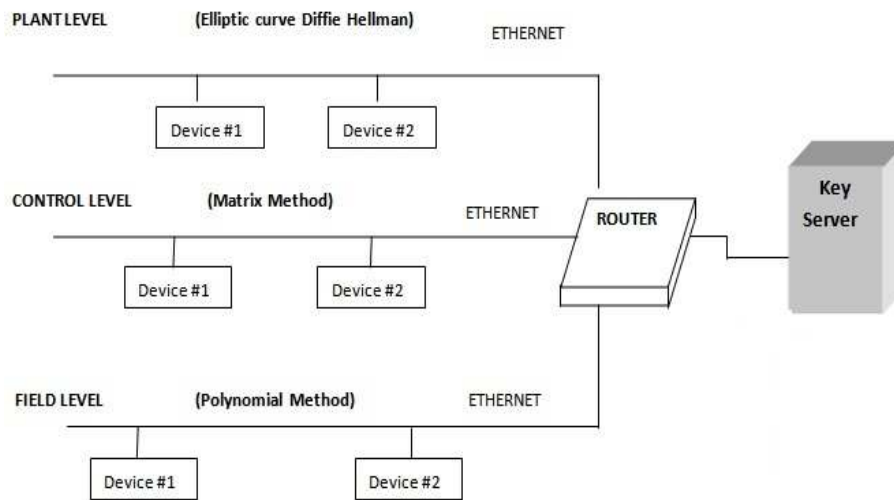 PLANT LEVEL (Elliptic curve Diffie Hellman) ETHERNET
Device #1 Device #2
CONTROL LEVEL (Matrix Method) ETHERNET
ROUTER
Key
Server
Device #1 Device #2
FIELD LEVEL (Polynomial Method) ETHERNET
Device #1 Device #2